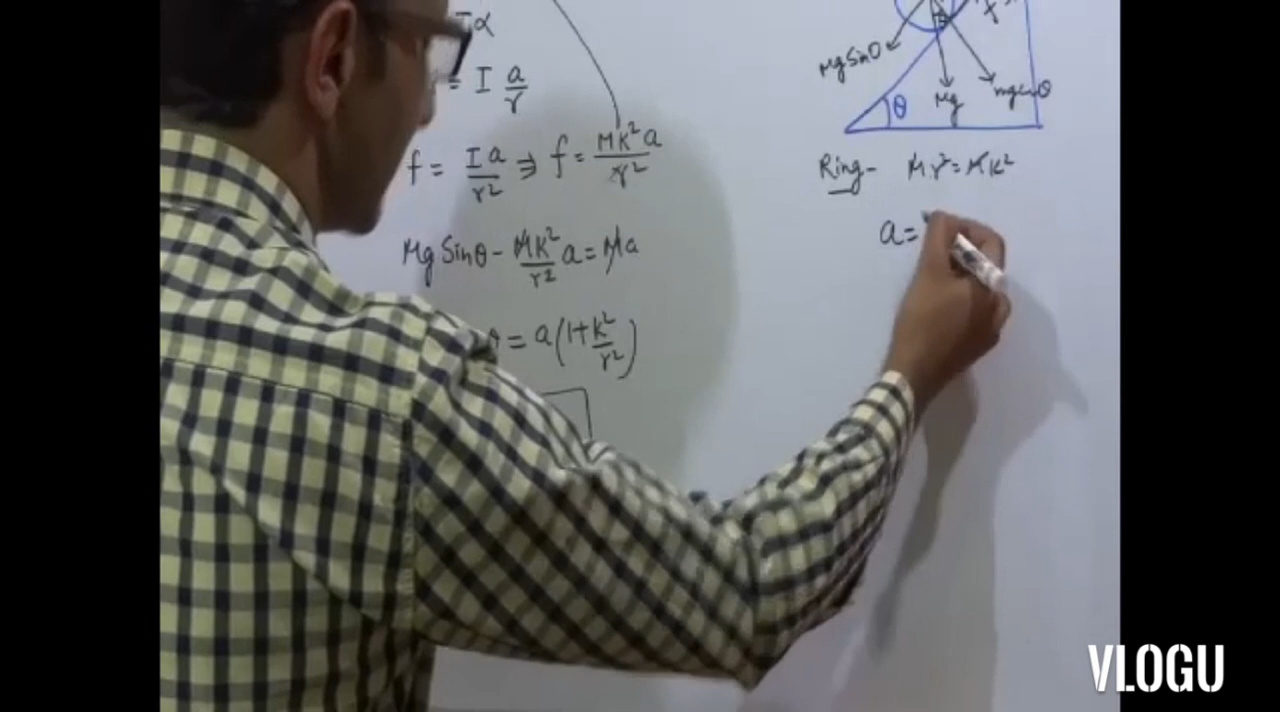 Iα
= I a/r
f = Ia/r² ⇒ f = MK²a/r²
Mg Sinθ - MK²/r² a = Ma
θ = a(1+K²/r²)
f
MgSinθ
Mg
mgcosθ
θ
Ring - Mr² = MK²
a =
VLOGU